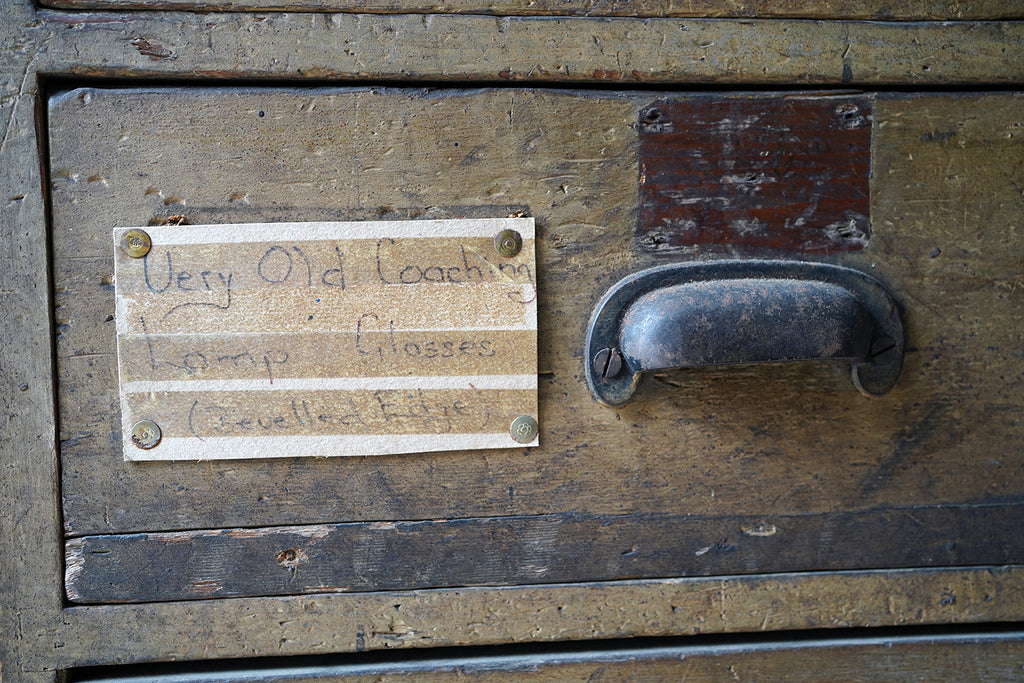 Very Old Coaching
Lamp Glasses
(Bevelled Edge)